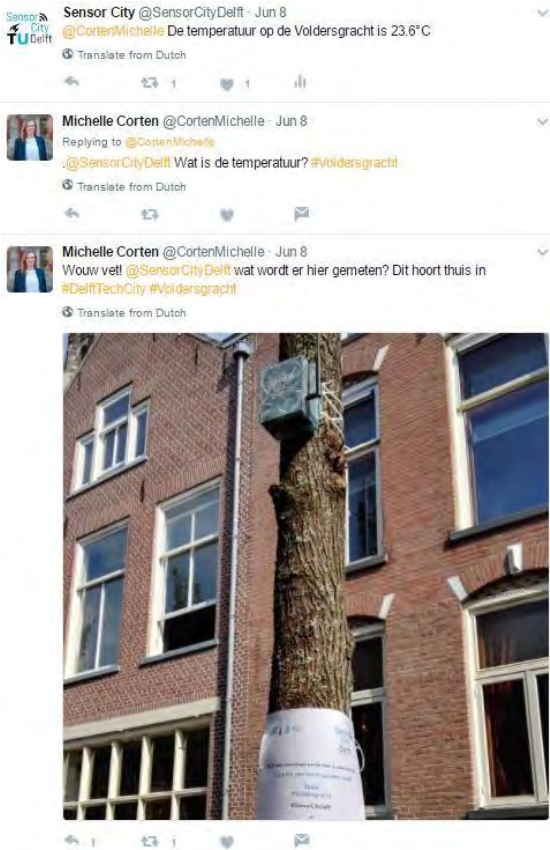 Sensor City
TU Delft
Sensor City @SensorCityDelft · Jun 8
@CortenMichelle De temperatuur op de Voldersgracht is 23.6°C
Translate from Dutch
1 1
Michelle Corten @CortenMichelle · Jun 8
Replying to @CortenMichelle
.@SensorCityDelft Wat is de temperatuur? #Voldersgracht
Translate from Dutch
Michelle Corten @CortenMichelle · Jun 8
Wouw vet! @SensorCityDelft wat wordt er hier gemeten? Dit hoort thuis in
#DelftTechCity #Voldersgracht
Translate from Dutch
1 1